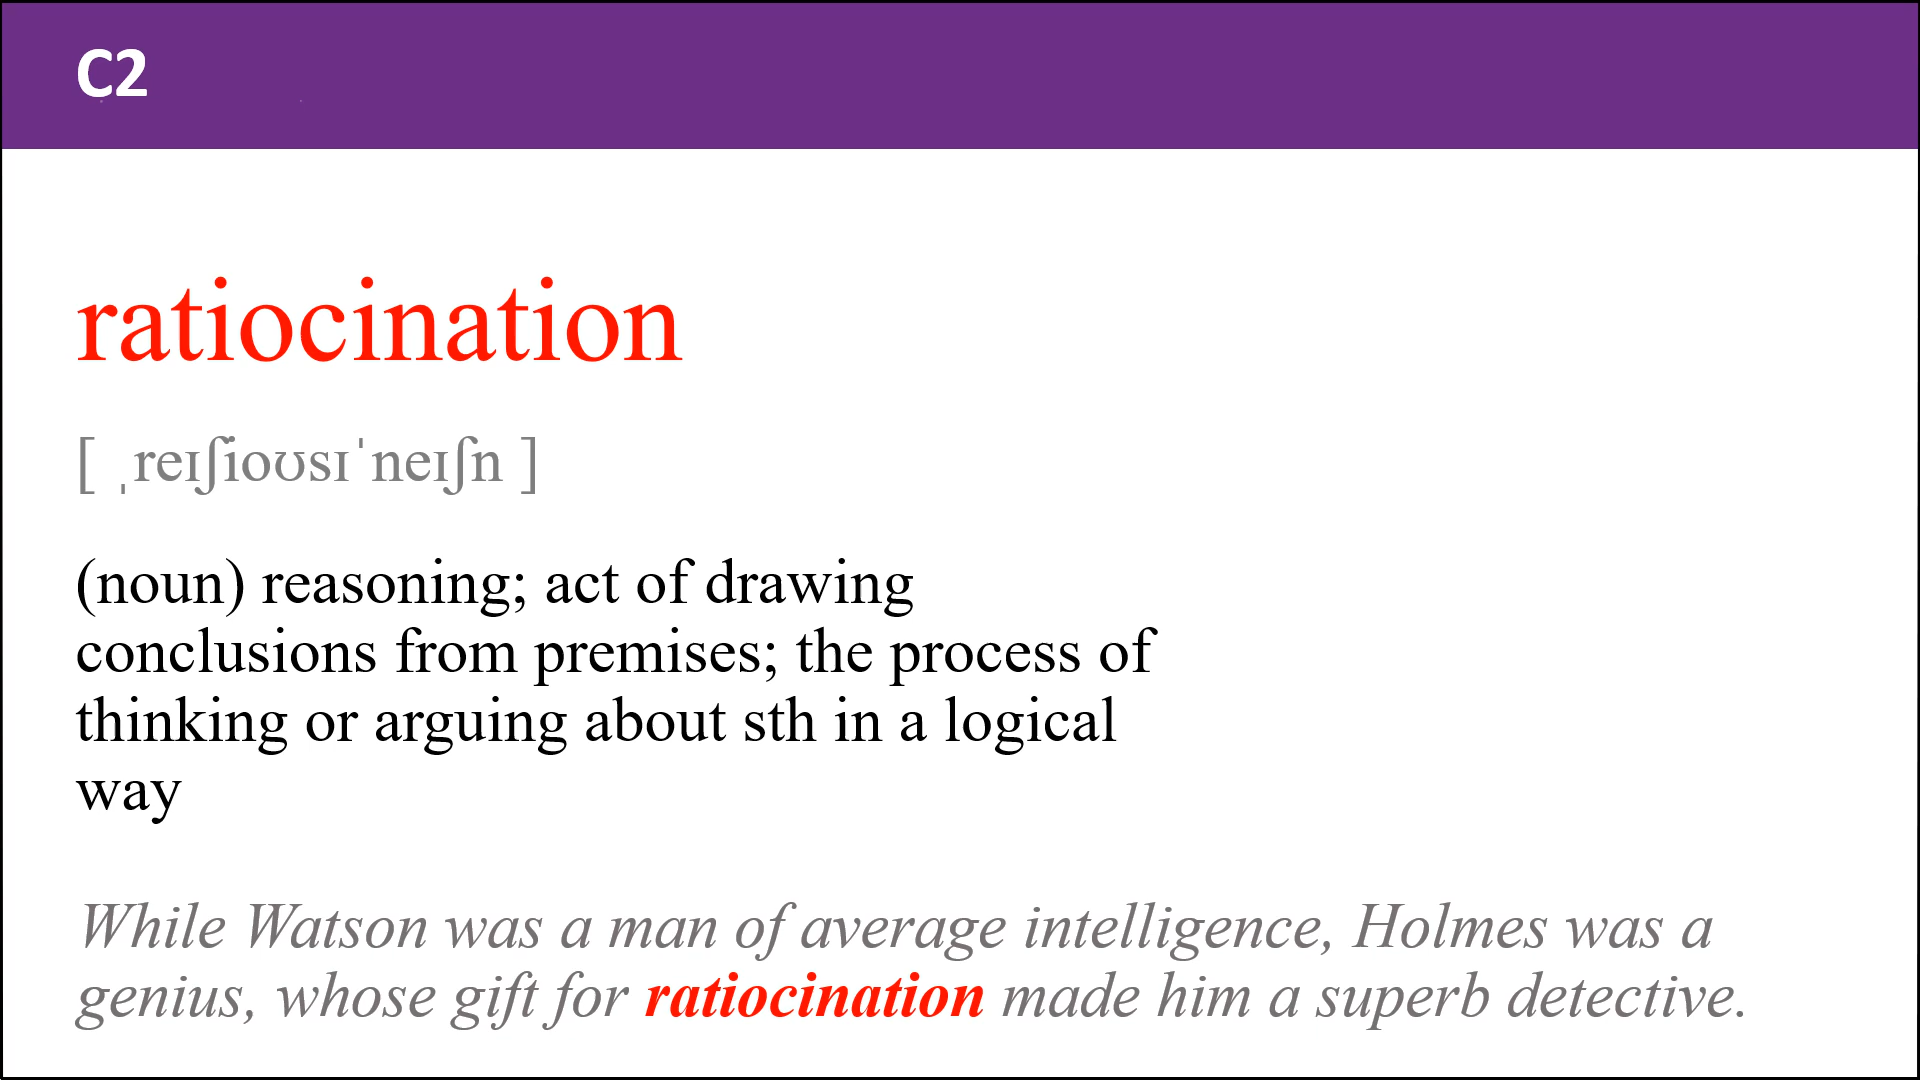 C2
ratiocination
[ ˌreɪʃioʊsɪˈneɪʃn ]
(noun) reasoning; act of drawing
conclusions from premises; the process of
thinking or arguing about sth in a logical
way
While Watson was a man of average intelligence, Holmes was a
genius, whose gift for ratiocination made him a superb detective.